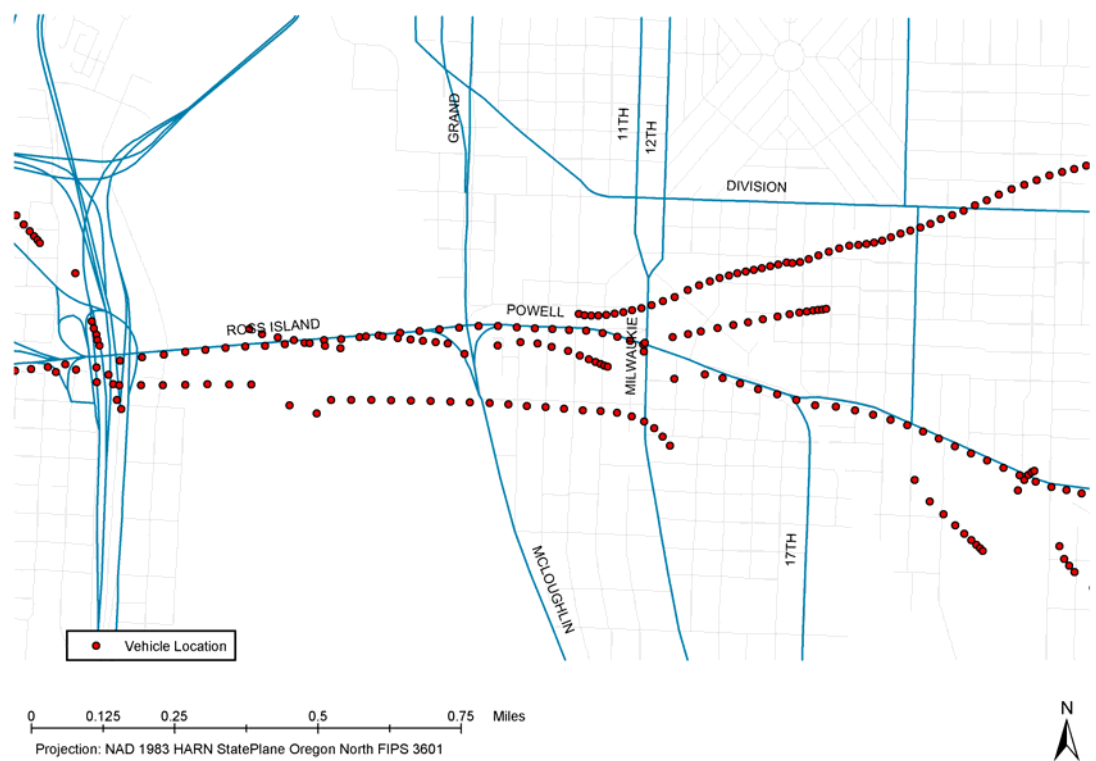 GRAND
11TH
12TH
DIVISION
ROSS ISLAND
POWELL
MILWAUKIE
17TH
MCLOUGHLIN
Vehicle Location
0 0.125 0.25 0.5 0.75 Miles
Projection: NAD 1983 HARN StatePlane Oregon North FIPS 3601
N